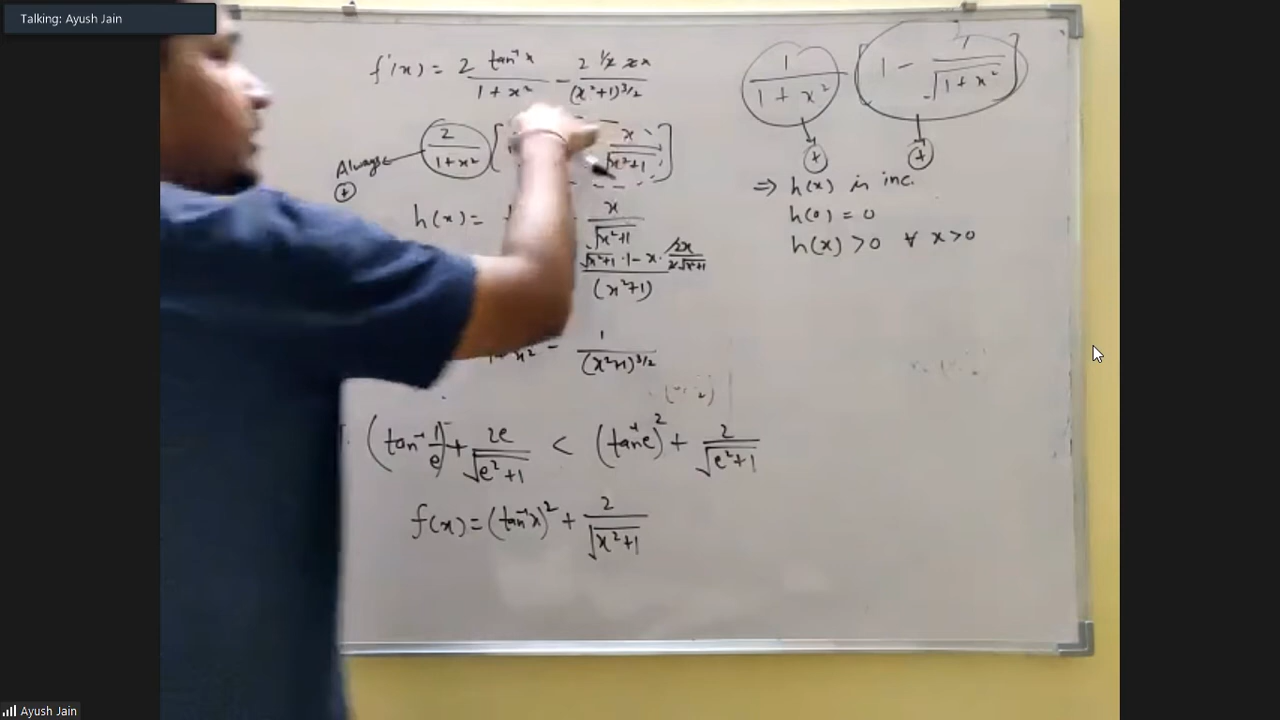 Talking: Ayush Jain
f'(x) = 2 tan⁻¹x / 1 + x² − 2 · 1/2 · 2x / (x²+1)^3/2
Always ⊕
2 / 1+x² [ x / √x²+1 ]
h(x) = x / √x²+1
√x²+1 · 1 − x · 2x / 2√x²+1
(x²+1)
x² − 1 / (x²+1)^3/2
(tan⁻¹ 1/e) + 2e / √e²+1 < (tan⁻¹e)² + 2 / √e²+1
f(x) = (tan⁻¹x)² + 2 / √x²+1
1 / 1 + x² [ 1 − 1 / √1 + x² ]
⊕ ⊕
⇒ h(x) is inc.
h(0) = 0
h(x) > 0 ∀ x > 0
Ayush Jain